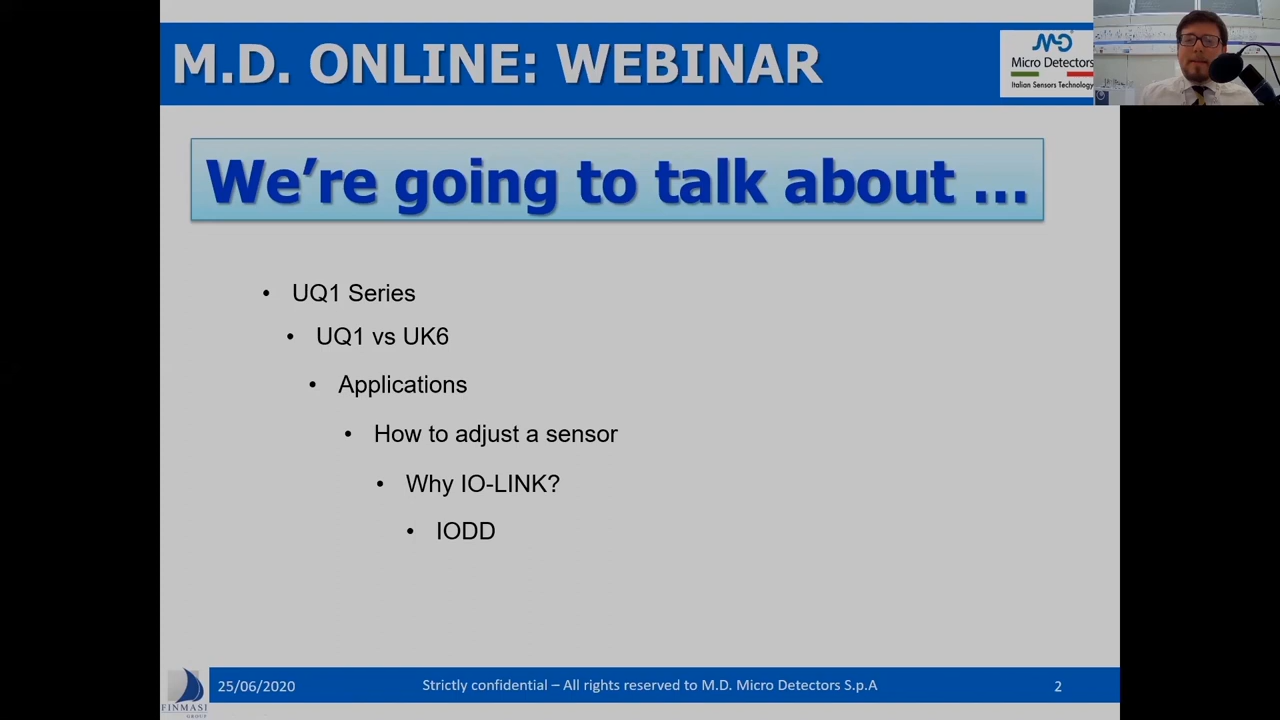 M.D. ONLINE: WEBINAR
Micro Detectors
Italian Sensors Technology
We’re going to talk about …
• UQ1 Series
• UQ1 vs UK6
• Applications
• How to adjust a sensor
• Why IO-LINK?
• IODD
FINMASI
GROUP
25/06/2020
Strictly confidential – All rights reserved to M.D. Micro Detectors S.p.A
2